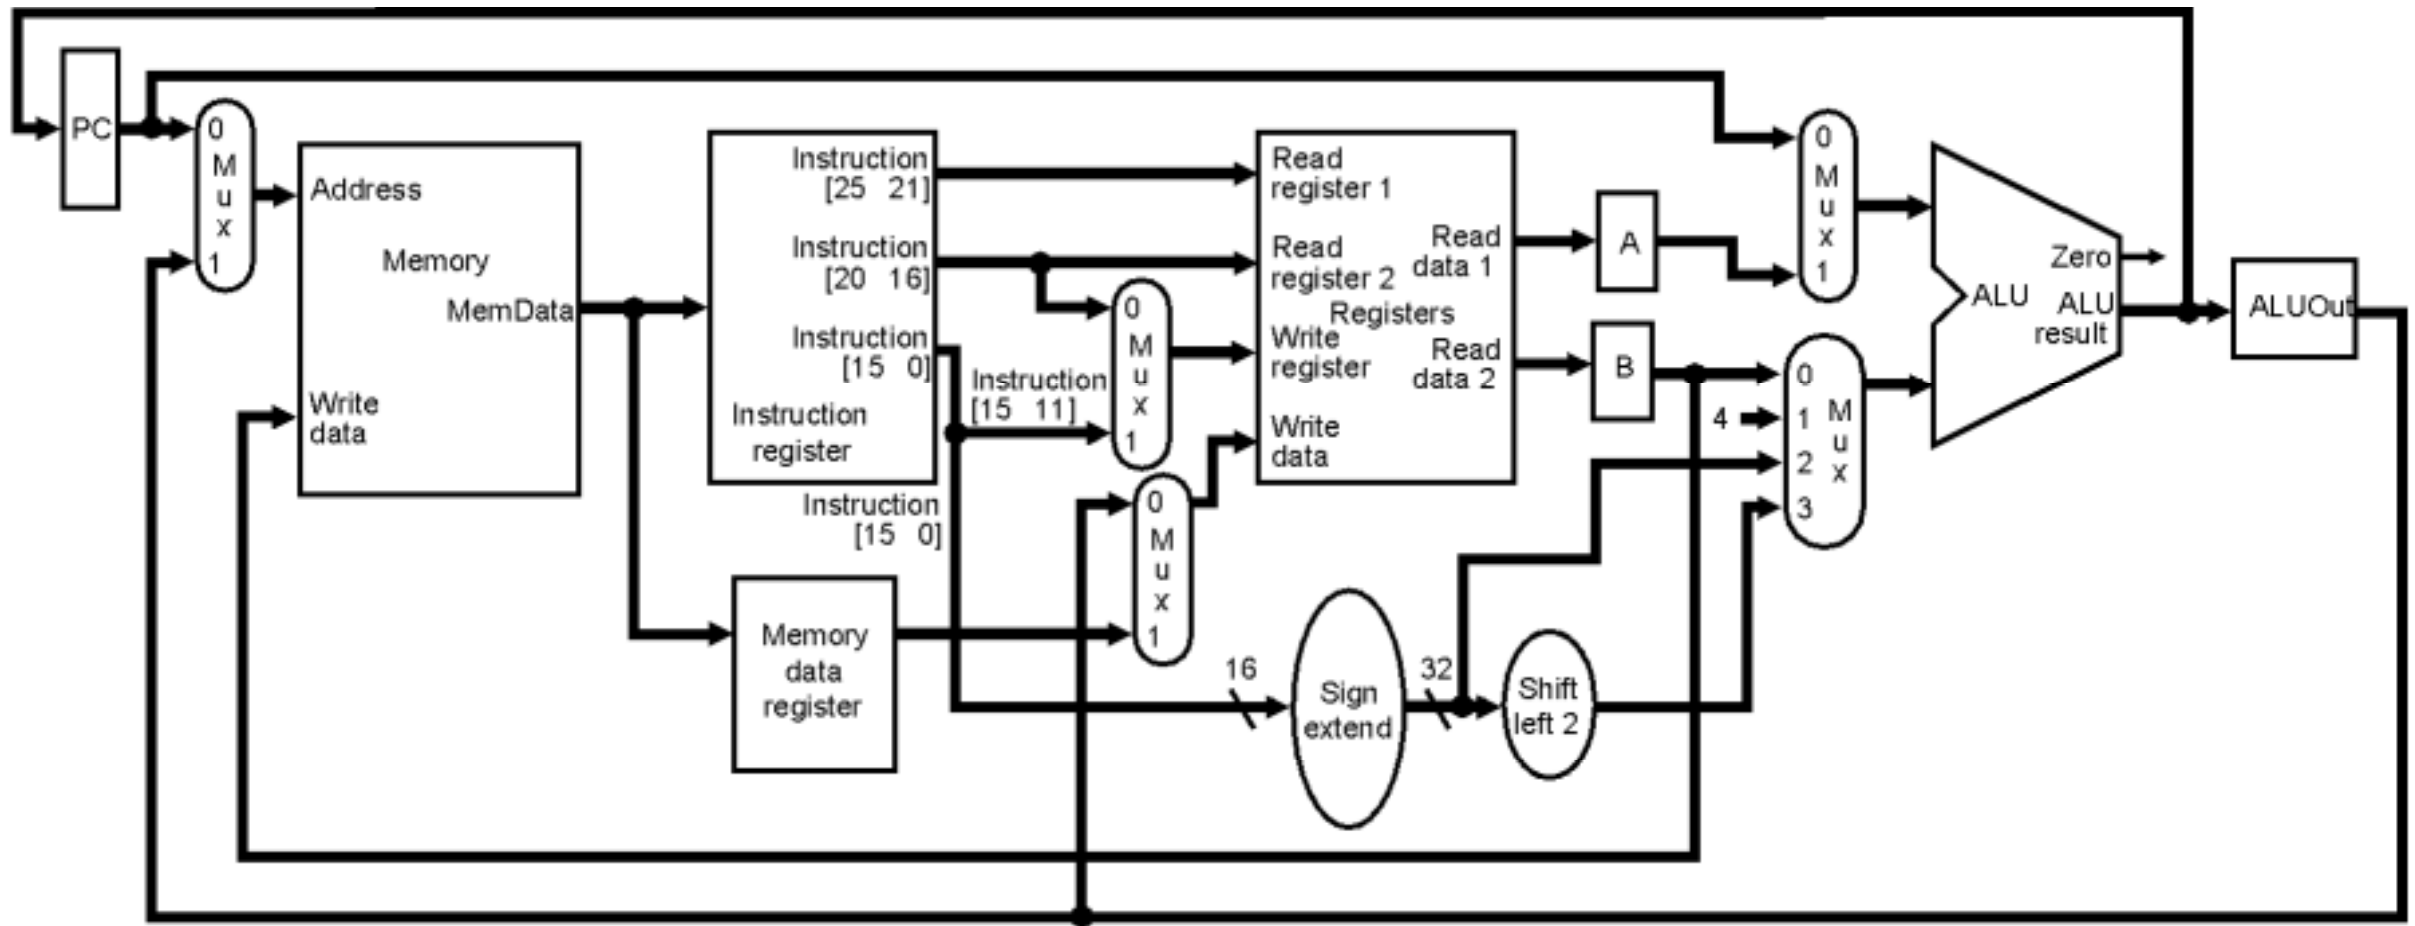 PC
0
M
u
x
1
Address
Memory
MemData
Write
data
Instruction
[25 21]
Instruction
[20 16]
Instruction
[15 0]
Instruction
register
Instruction
[15 0]
Memory
data
register
Instruction
[15 11]
0
M
u
x
1
0
M
u
x
1
Read
register 1
Read
register 2
Registers
Write
register
Write
data
Read
data 1
Read
data 2
16
Sign
extend
32
Shift
left 2
A
B
4
0
M
u
x
1
0
1
2
3
M
u
x
ALU
Zero
ALU
result
ALUOut